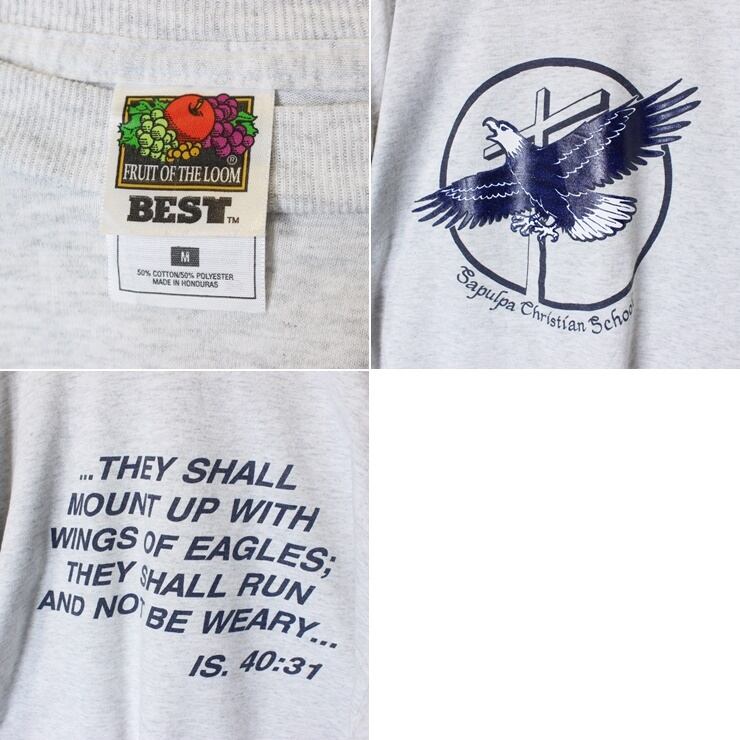 FRUIT OF THE LOOM
®
BEST™
M
50% COTTON/50% POLYESTER
MADE IN HONDURAS
Sapulpa Christian School
...THEY SHALL
MOUNT UP WITH
WINGS OF EAGLES;
THEY SHALL RUN
AND NOT BE WEARY...
IS. 40:31